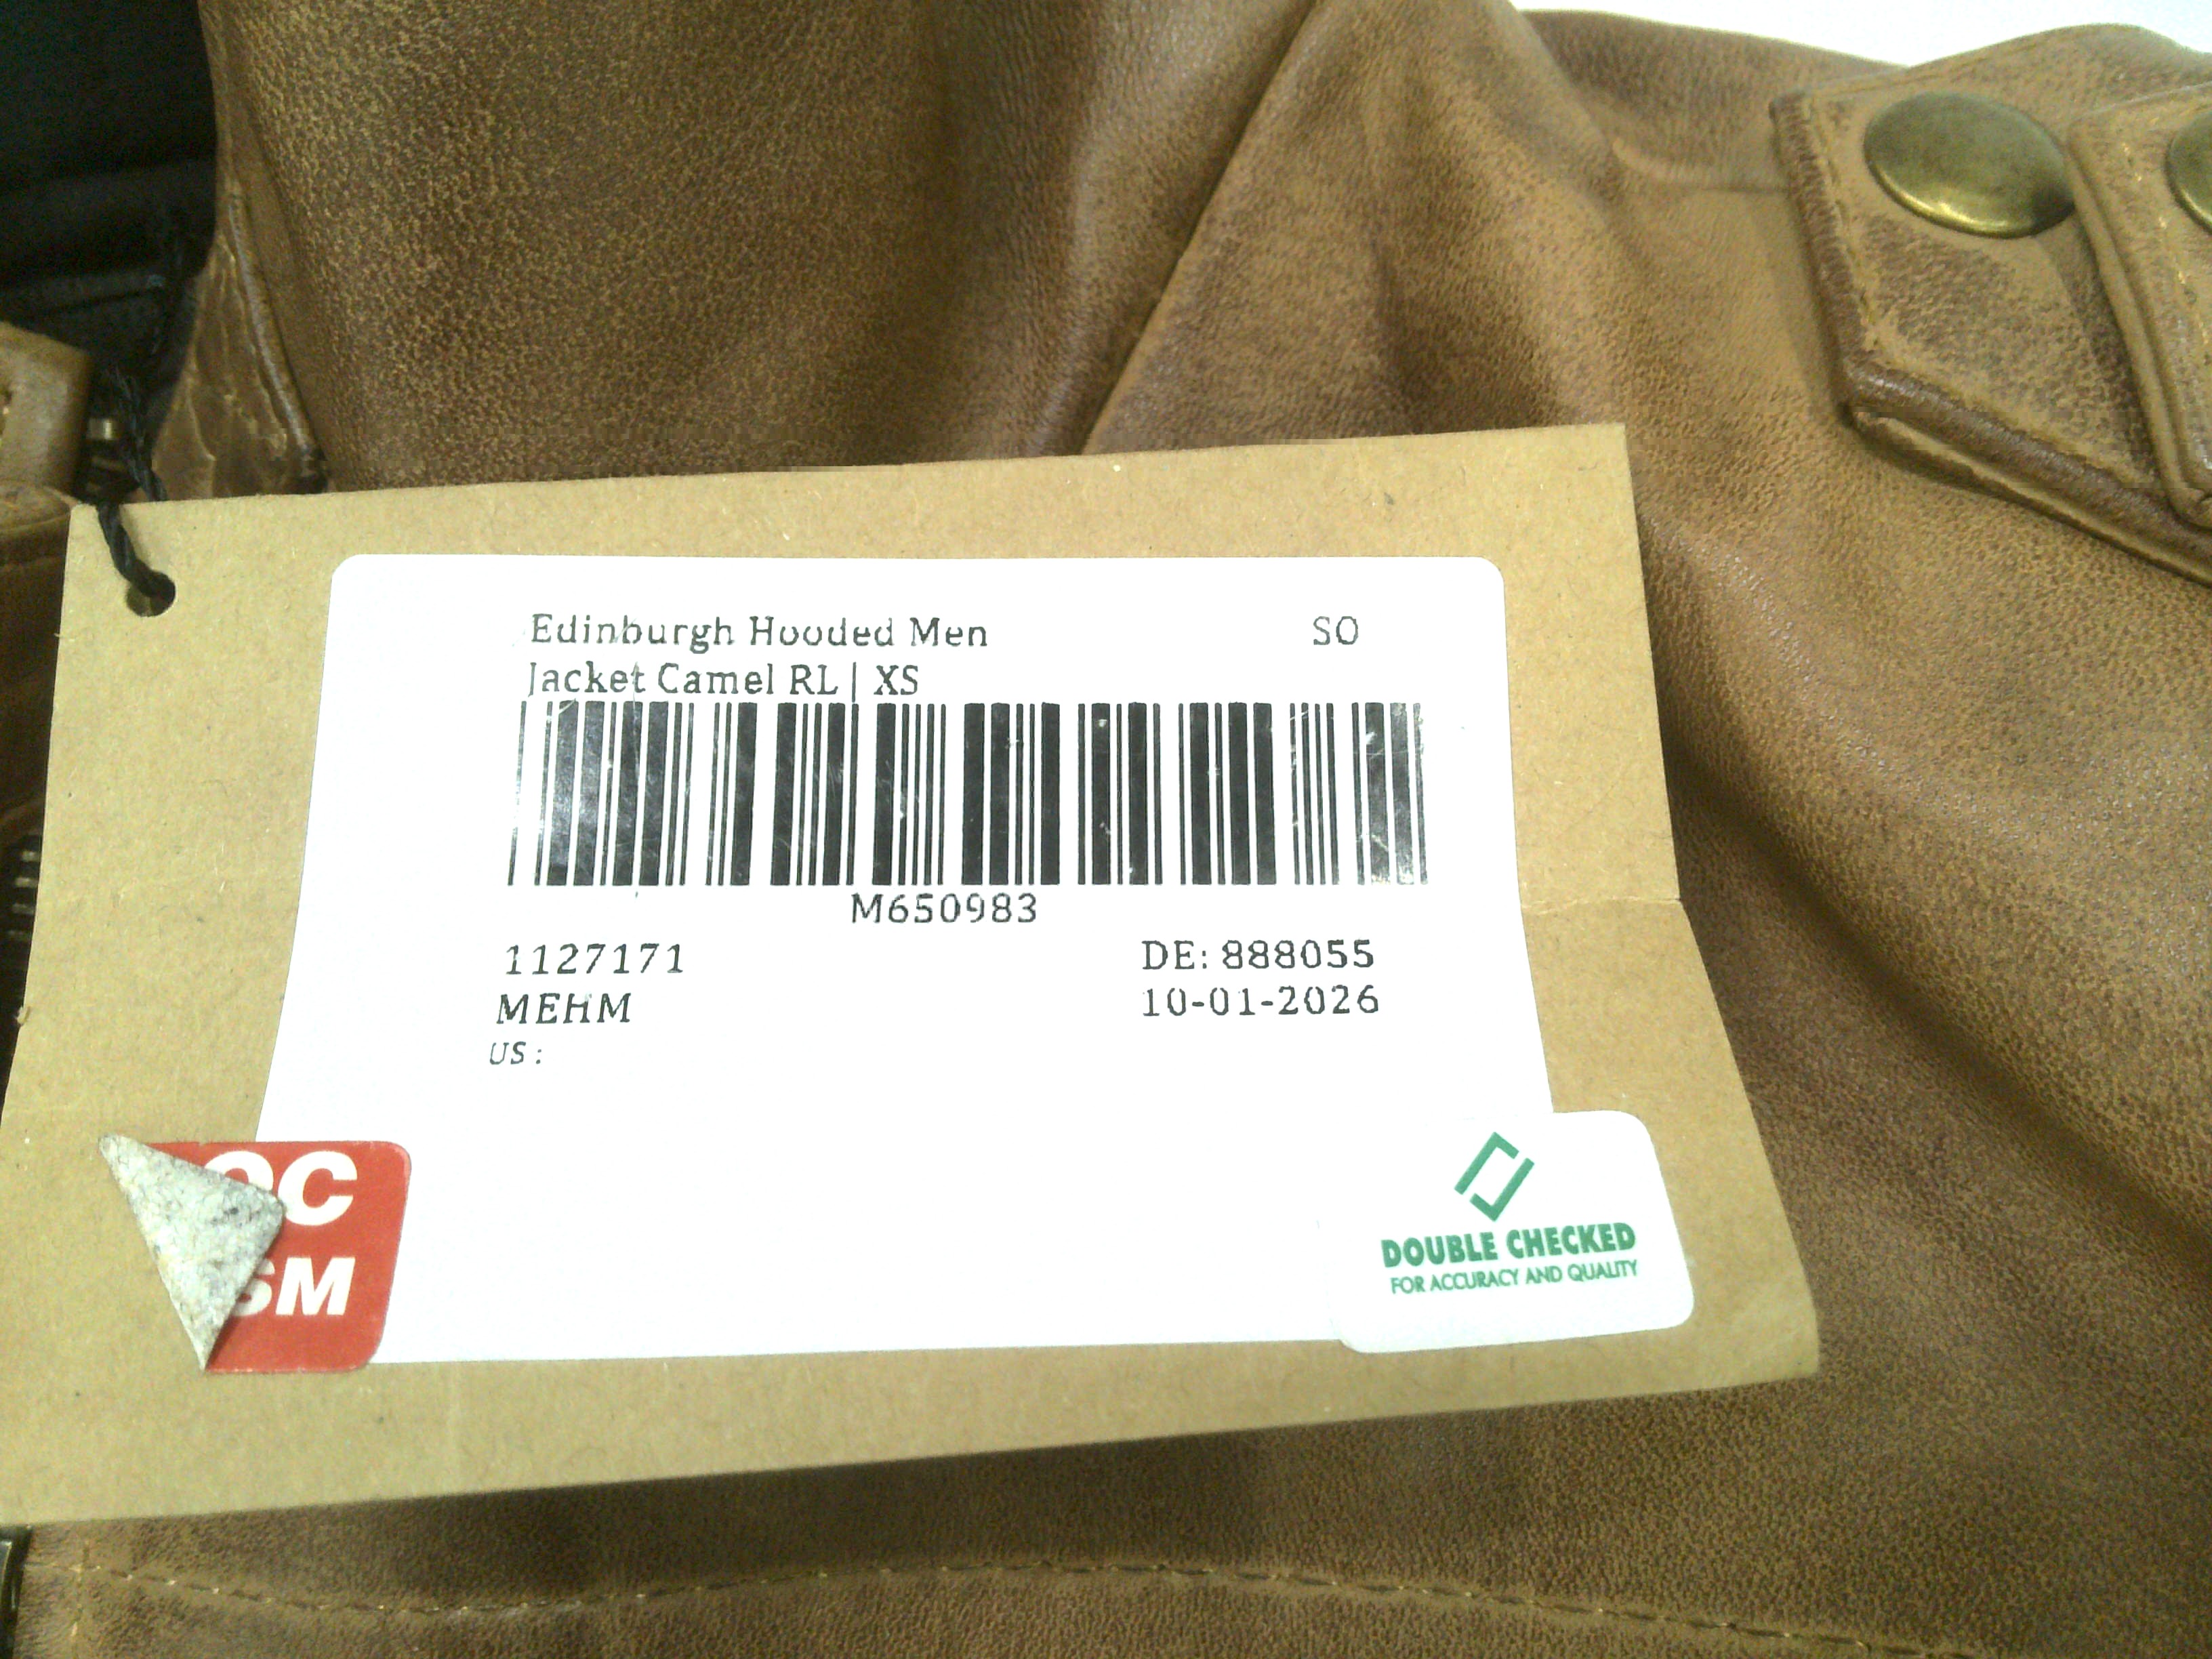 Edinburgh Hooded Men
SO
Jacket Camel RL | XS
M650983
1127171
DE: 888055
MEHM
10-01-2026
US :
DOUBLE CHECKED
FOR ACCURACY AND QUALITY